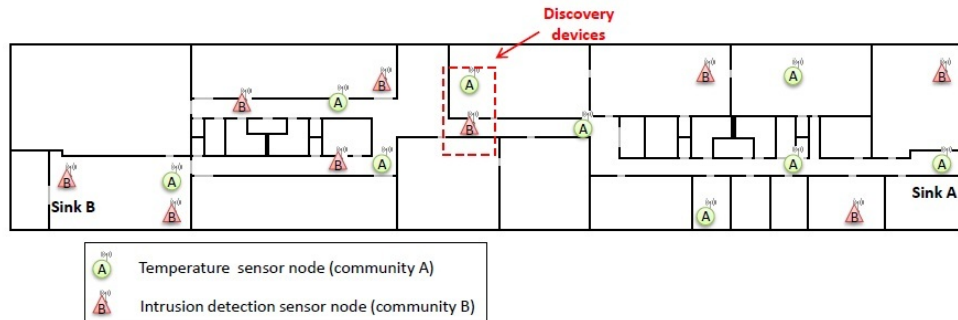 Discovery
devices
A
B
B
A
B
B
A
B
A
B
A
B
A
A
A
B
A
Sink B
Sink A
B
A
B
A
Temperature sensor node (community A)
B
Intrusion detection sensor node (community B)